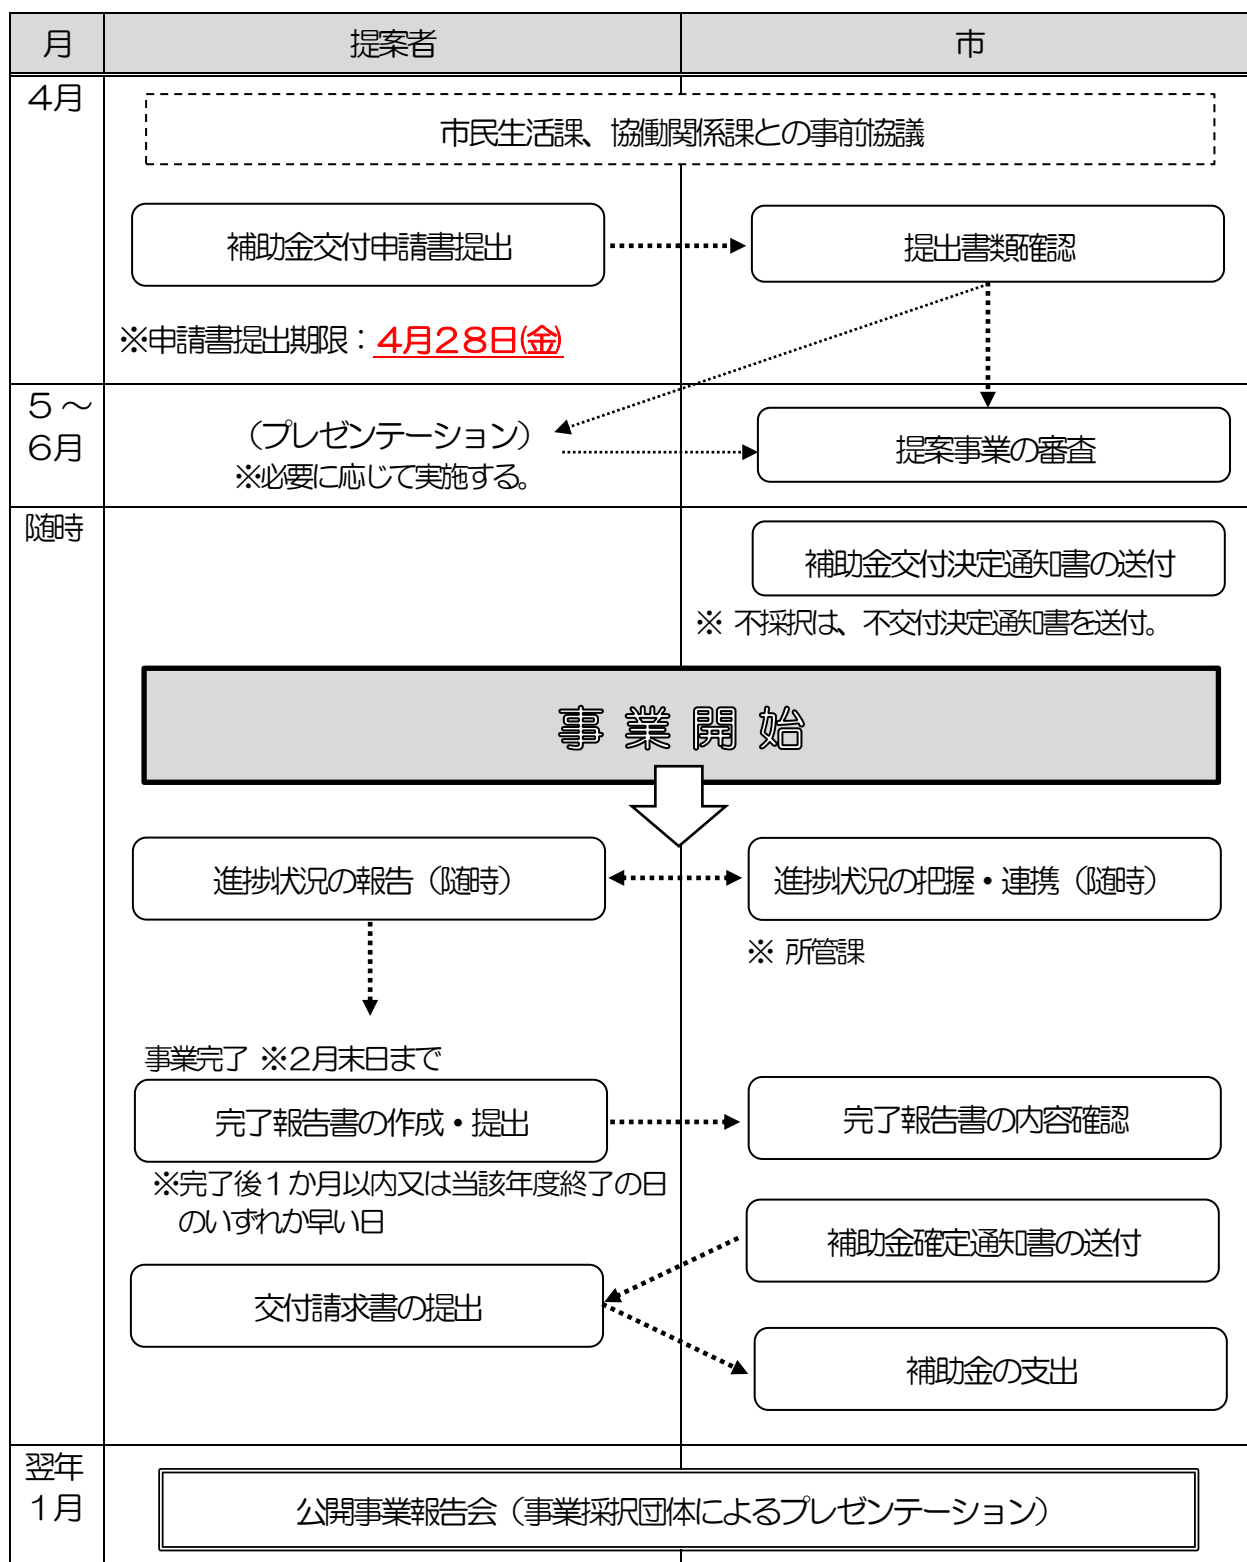 月 提案者 市
4月
市民生活課、協働関係課との事前協議
補助金交付申請書提出 提出書類確認
※申請書提出期限：4月28日(金)
5～
6月
（プレゼンテーション）
※必要に応じて実施する。
提案事業の審査
随時
補助金交付決定通知書の送付
※ 不採択は、不交付決定通知書を送付。
事業開始
進捗状況の報告（随時） 進捗状況の把握・連携（随時）
※ 所管課
事業完了 ※2月末日まで
完了報告書の作成・提出 完了報告書の内容確認
※完了後1か月以内又は当該年度終了の日
のいずれか早い日
補助金確定通知書の送付
交付請求書の提出
補助金の支出
翌年
1月
公開事業報告会（事業採択団体によるプレゼンテーション）